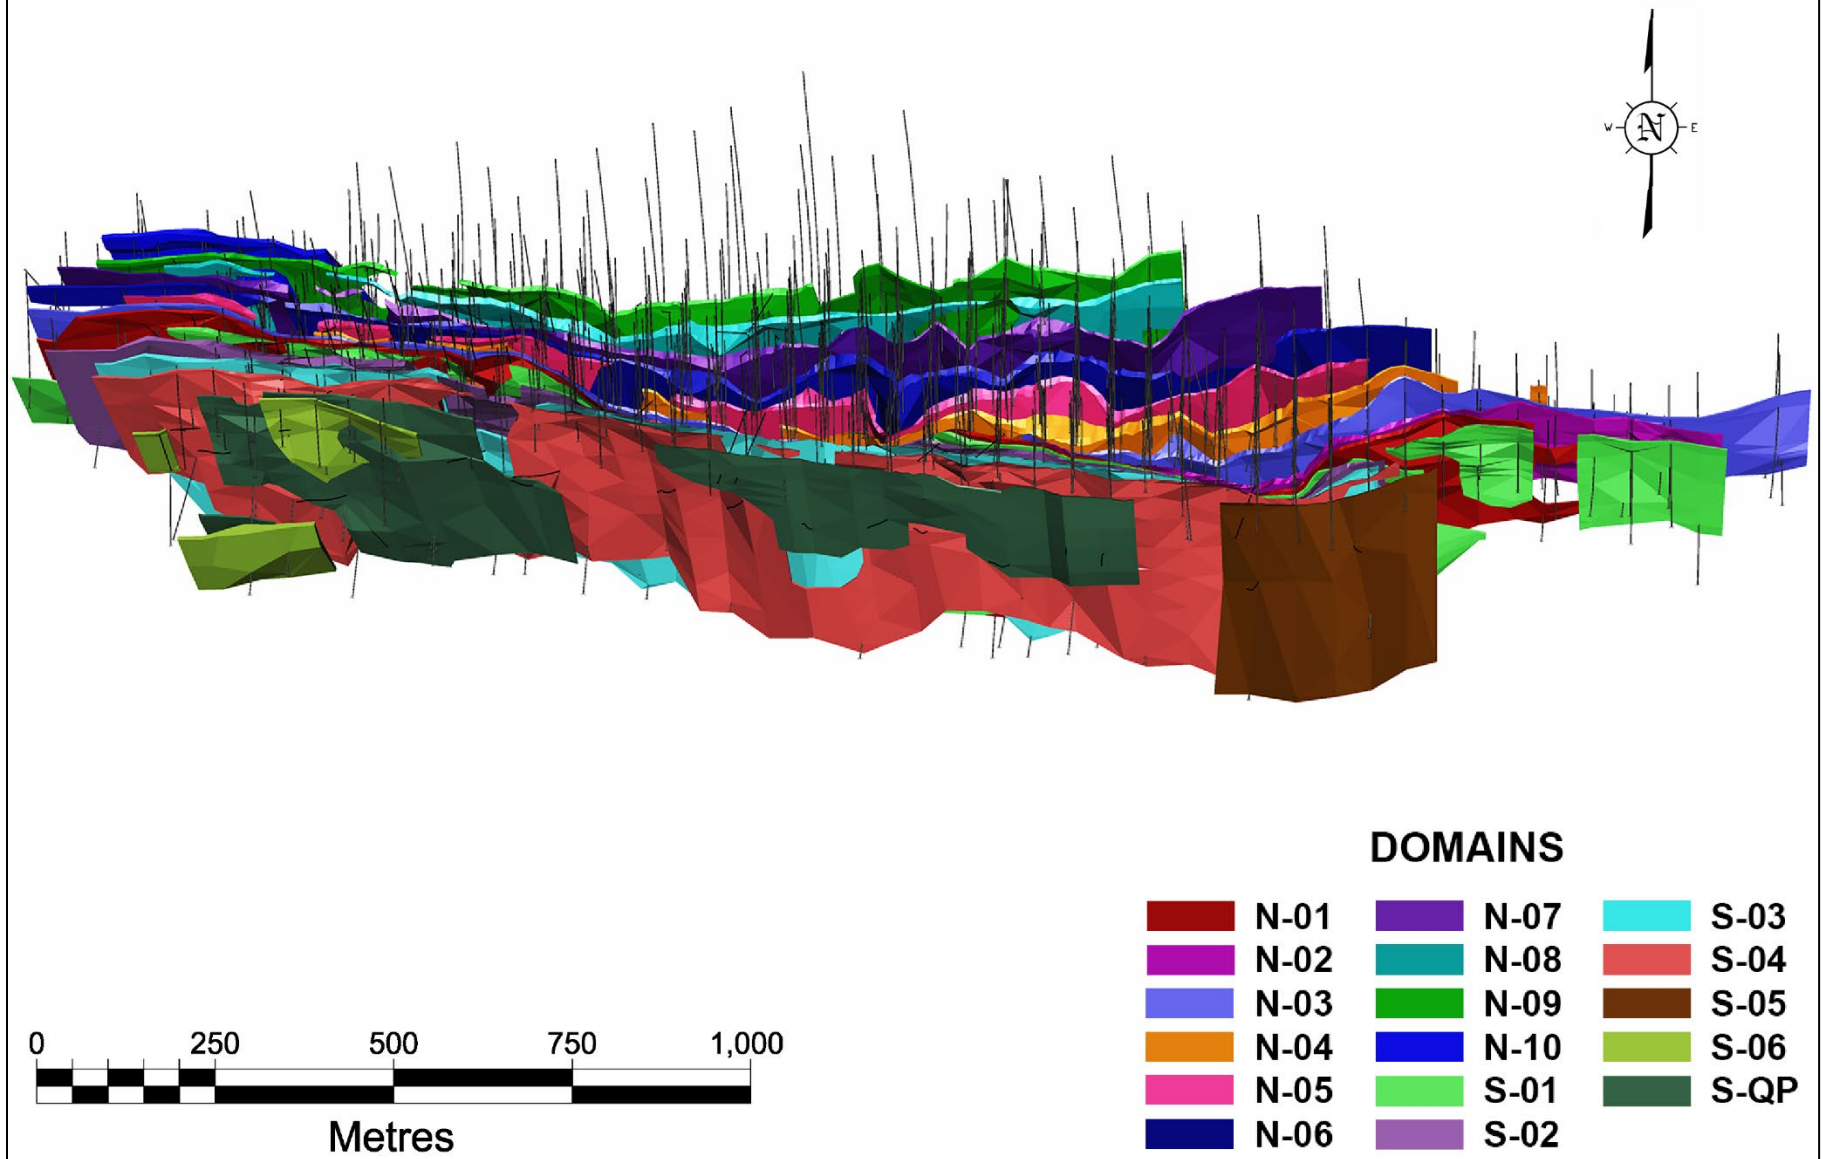 W N E
DOMAINS
N-01 N-07 S-03
N-02 N-08 S-04
N-03 N-09 S-05
N-04 N-10 S-06
N-05 S-01 S-QP
N-06 S-02
0 250 500 750 1,000
Metres